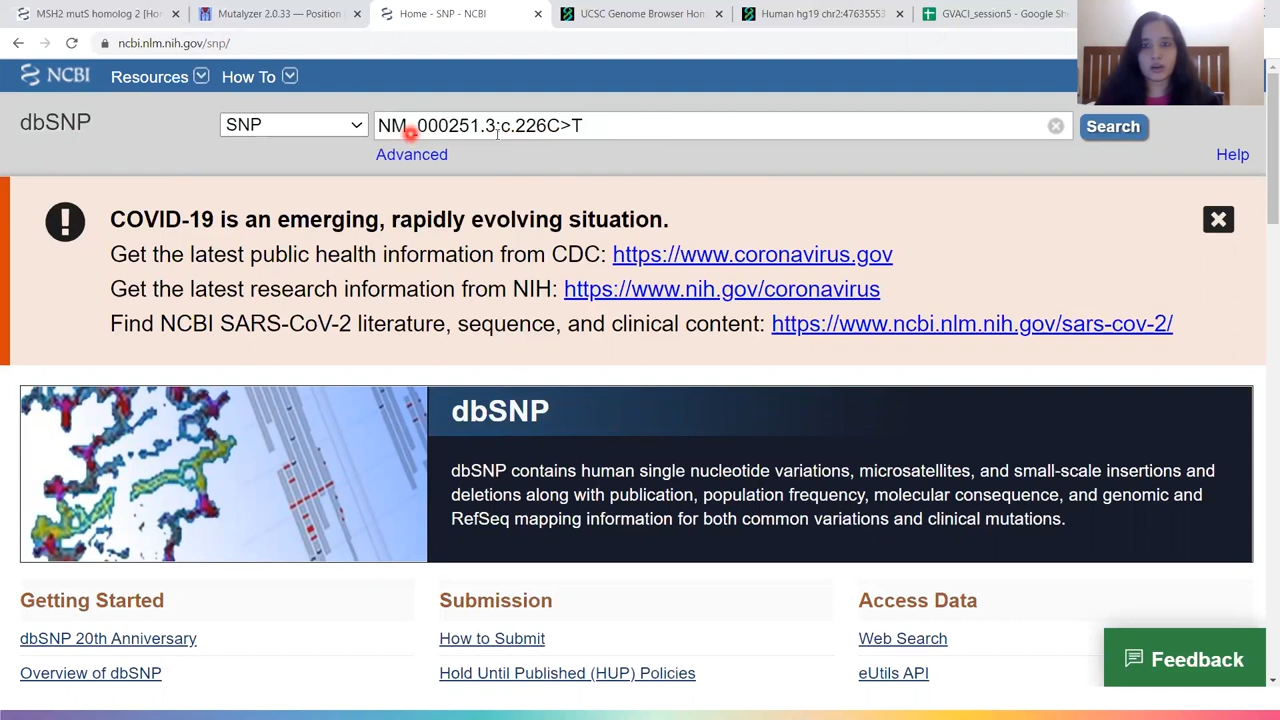 MSH2 mutS homolog 2 [Ho
Mutalyzer 2.0.33 — Position
Home - SNP - NCBI
UCSC Genome Browser Hom
Human hg19 chr2:47635553
GVACI_session5 - Google She
ncbi.nlm.nih.gov/snp/
NCBI Resources How To
dbSNP
SNP
NM_000251.3:c.226C>T
Search
Advanced
Help
COVID-19 is an emerging, rapidly evolving situation.
Get the latest public health information from CDC: https://www.coronavirus.gov
Get the latest research information from NIH: https://www.nih.gov/coronavirus
Find NCBI SARS-CoV-2 literature, sequence, and clinical content: https://www.ncbi.nlm.nih.gov/sars-cov-2/
dbSNP
dbSNP contains human single nucleotide variations, microsatellites, and small-scale insertions and
deletions along with publication, population frequency, molecular consequence, and genomic and
RefSeq mapping information for both common variations and clinical mutations.
Getting Started
Submission
Access Data
dbSNP 20th Anniversary
How to Submit
Web Search
Overview of dbSNP
Hold Until Published (HUP) Policies
eUtils API
Feedback